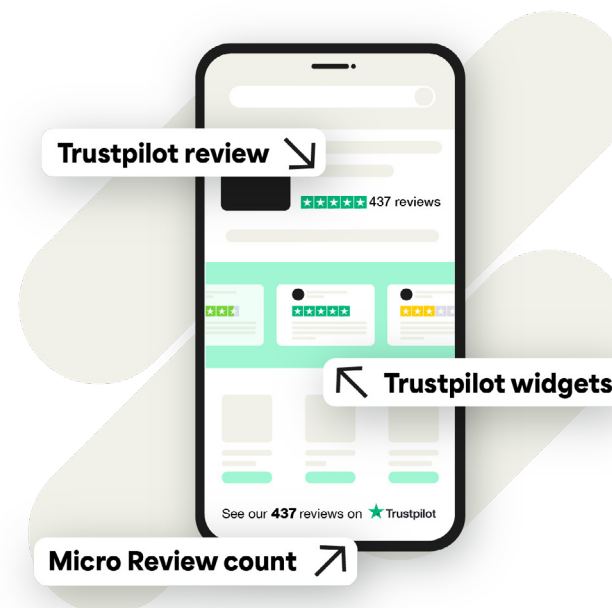 Trustpilot review
437 reviews
Trustpilot widgets
See our 437 reviews on Trustpilot
Micro Review count